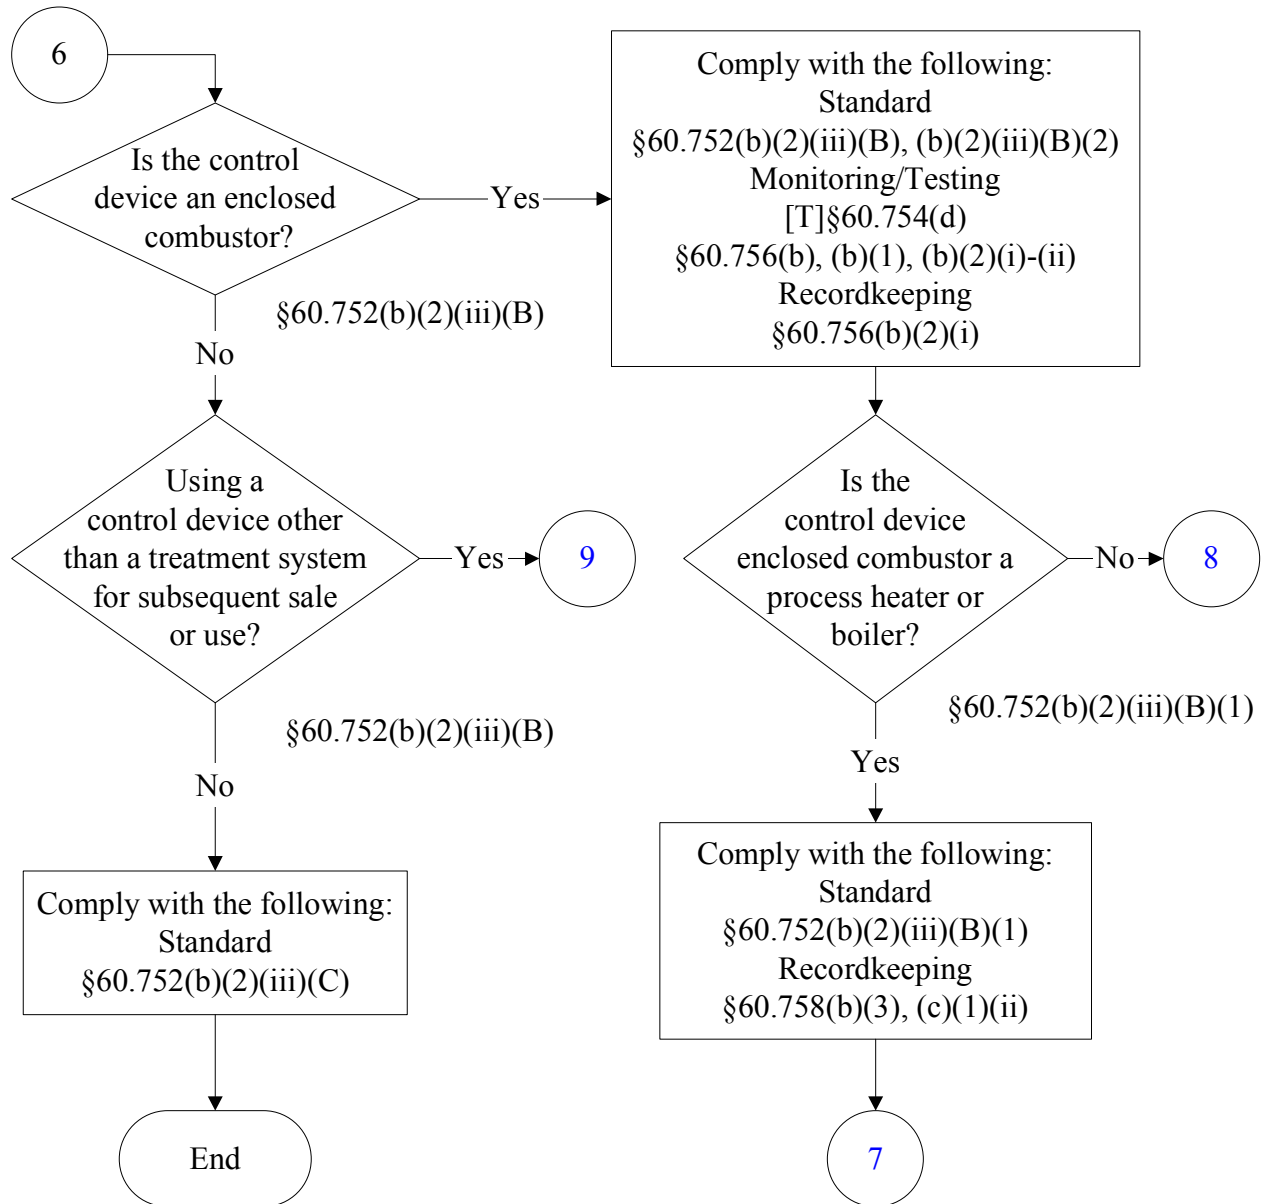 6
Is the control
device an enclosed
combustor?
Yes
Comply with the following:
Standard
§60.752(b)(2)(iii)(B), (b)(2)(iii)(B)(2)
Monitoring/Testing
[T]§60.754(d)
§60.756(b), (b)(1), (b)(2)(i)-(ii)
Recordkeeping
§60.756(b)(2)(i)
§60.752(b)(2)(iii)(B)
No
Using a
control device other
than a treatment system
for subsequent sale
or use?
Yes
9
Is the
control device
enclosed combustor a
process heater or
boiler?
No
8
§60.752(b)(2)(iii)(B)
No
§60.752(b)(2)(iii)(B)(1)
Yes
Comply with the following:
Standard
§60.752(b)(2)(iii)(C)
Comply with the following:
Standard
§60.752(b)(2)(iii)(B)(1)
Recordkeeping
§60.758(b)(3), (c)(1)(ii)
End
7